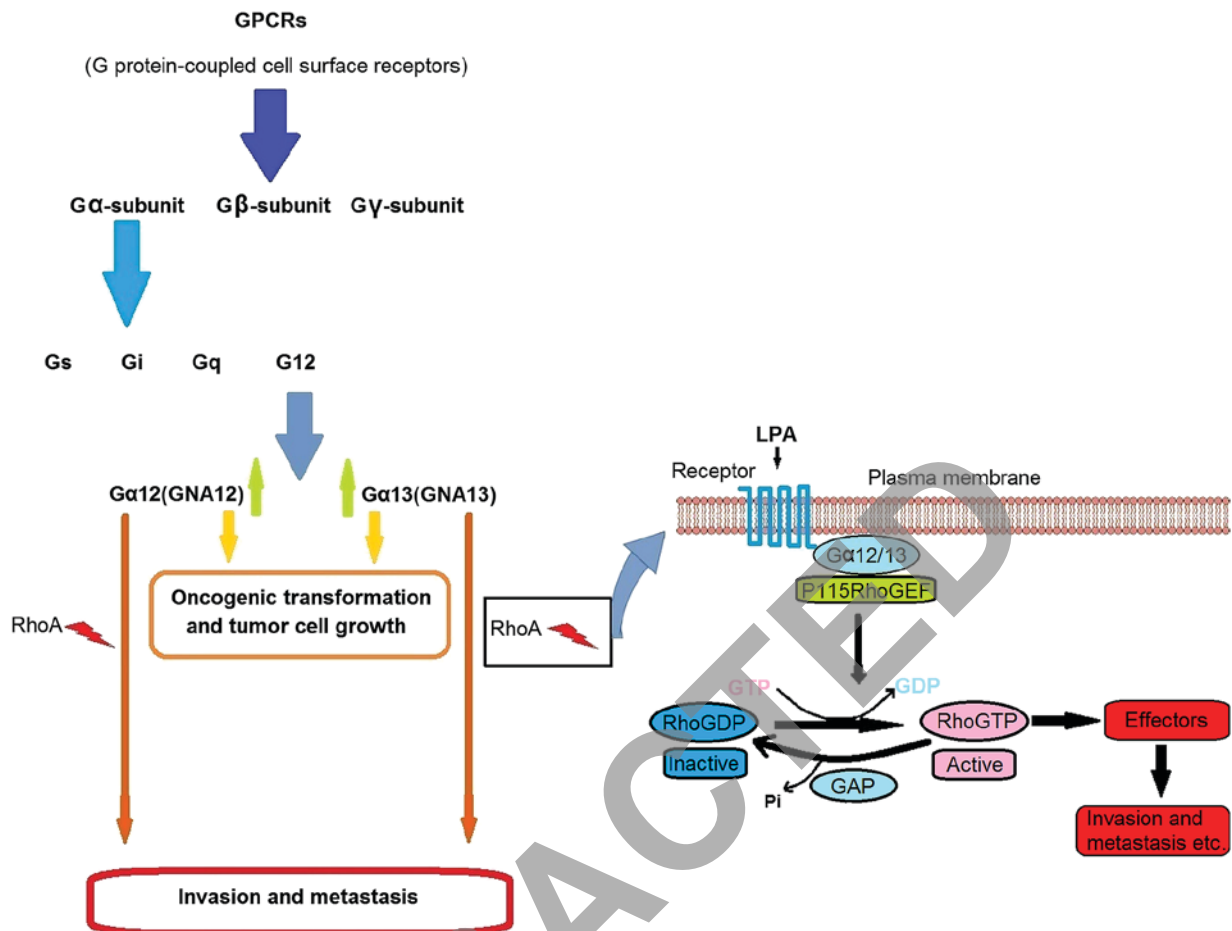 GPCRs
(G protein-coupled cell surface receptors)
Gα-subunit Gβ-subunit Gγ-subunit
Gs Gi Gq G12
Gα12(GNA12) Gα13(GNA13)
Oncogenic transformation
and tumor cell growth
RhoA
RhoA
Invasion and metastasis
LPA
Receptor
Plasma membrane
Gα12/13
P115RhoGEF
GTP GDP
RhoGDP RhoGTP Effectors
Inactive Active
Pi GAP
Invasion and
metastasis etc.
ACTED